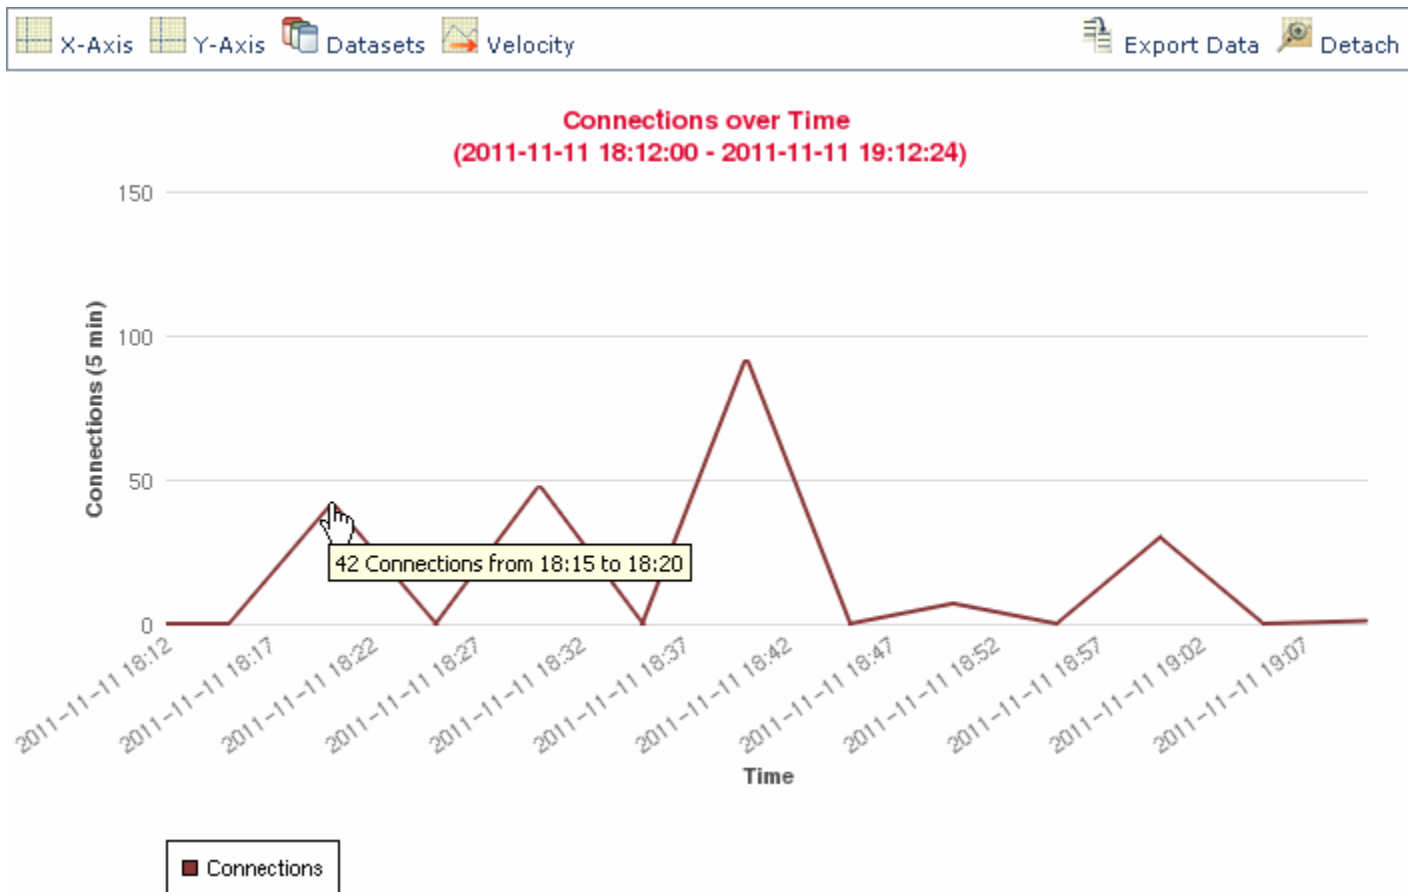 X-Axis Y-Axis Datasets Velocity Export Data Detach
Connections over Time
(2011-11-11 18:12:00 - 2011-11-11 19:12:24)
Connections (5 min)
150
100
50
0
42 Connections from 18:15 to 18:20
2011-11-11 18:12
2011-11-11 18:17
2011-11-11 18:22
2011-11-11 18:27
2011-11-11 18:32
2011-11-11 18:37
2011-11-11 18:42
2011-11-11 18:47
2011-11-11 18:52
2011-11-11 18:57
2011-11-11 19:02
2011-11-11 19:07
Time
Connections